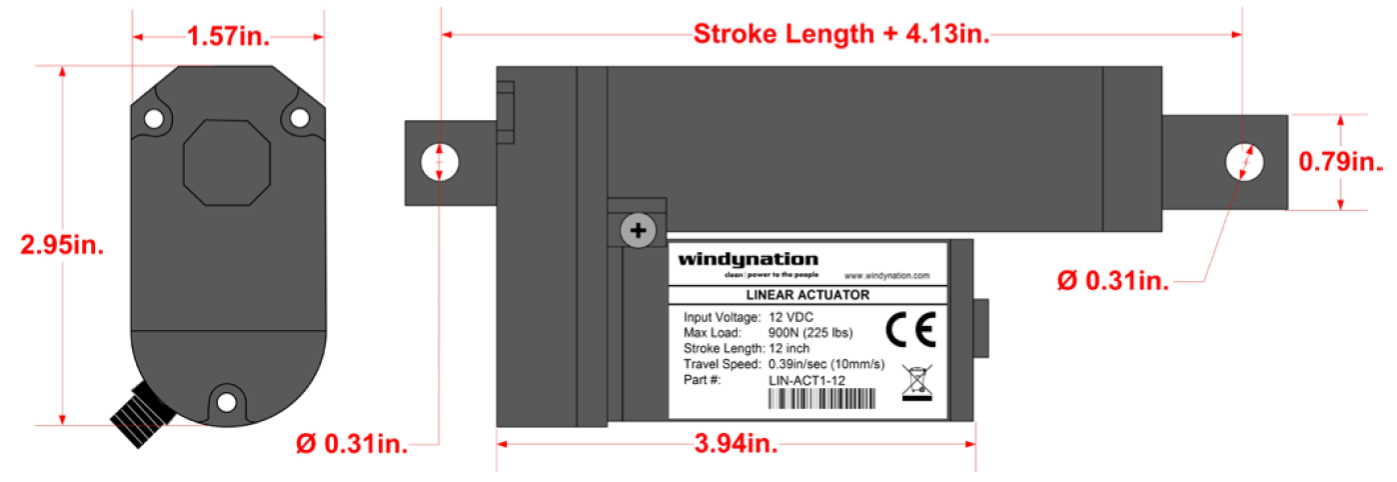 1.57in.
Stroke Length + 4.13in.
2.95in.
0.79in.
Ø 0.31in.
Ø 0.31in.
3.94in.
windynation
clean | power to the people
www.windynation.com
LINEAR ACTUATOR
Input Voltage: 12 VDC
Max Load: 900N (225 lbs)
Stroke Length: 12 inch
Travel Speed: 0.39in/sec (10mm/s)
Part #: LIN-ACT1-12
CE